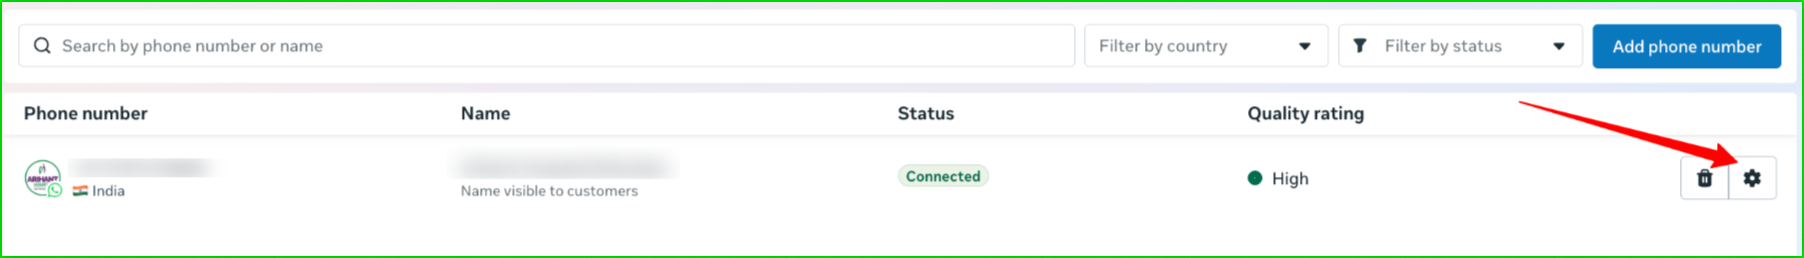 Search by phone number or name
Filter by country
Filter by status
Add phone number
Phone number Name Status Quality rating
ARIHANT
India
Name visible to customers
Connected
High